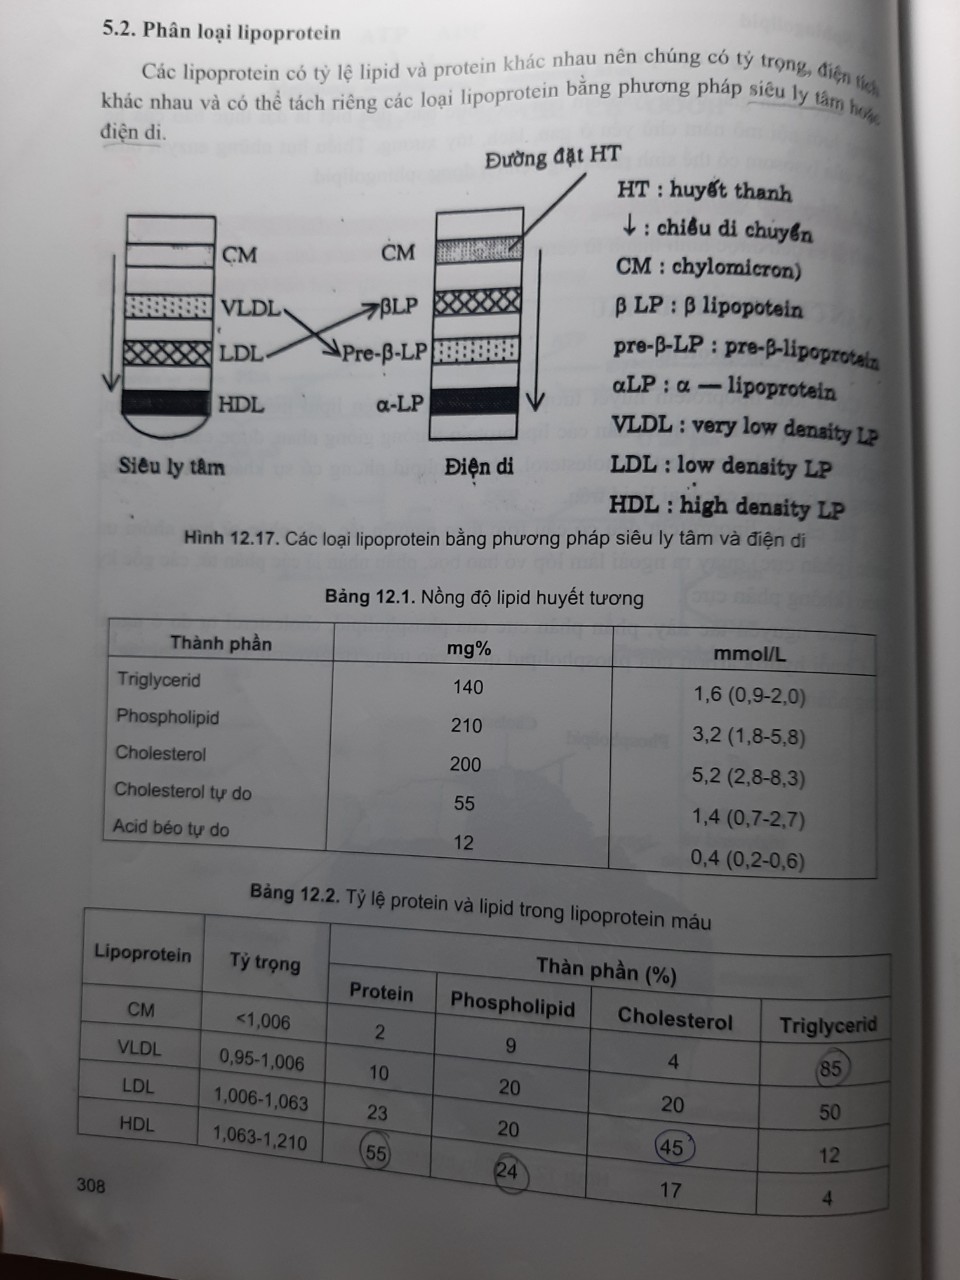 5.2. Phân loại lipoprotein
Các lipoprotein có tỷ lệ lipid và protein khác nhau nên chúng có tỷ trọng, điện tích
khác nhau và có thể tách riêng các loại lipoprotein bằng phương pháp siêu ly tâm hoặc
điện di.
Đường đặt HT
HT : huyết thanh
↓ : chiều di chuyển
CM : chylomicron)
β LP : β lipopotein
pre-β-LP : pre-β-lipoprotein
αLP : α — lipoprotein
VLDL : very low density LP
LDL : low density LP
HDL : high density LP
CM
VLDL
LDL
HDL
Siêu ly tâm
CM
βLP
Pre-β-LP
α-LP
Điện di
Hình 12.17. Các loại lipoprotein bằng phương pháp siêu ly tâm và điện di
Bảng 12.1. Nồng độ lipid huyết tương
Thành phần mg% mmol/L
Triglycerid 140 1,6 (0,9-2,0)
Phospholipid 210 3,2 (1,8-5,8)
Cholesterol 200 5,2 (2,8-8,3)
Cholesterol tự do 55 1,4 (0,7-2,7)
Acid béo tự do 12 0,4 (0,2-0,6)
Bảng 12.2. Tỷ lệ protein và lipid trong lipoprotein máu
Lipoprotein Tỷ trọng Thàn phần (%)
Protein Phospholipid Cholesterol Triglycerid
CM <1,006 2 9 4 85
VLDL 0,95-1,006 10 20 20 50
LDL 1,006-1,063 23 20 45 12
HDL 1,063-1,210 55 24 17 4
308